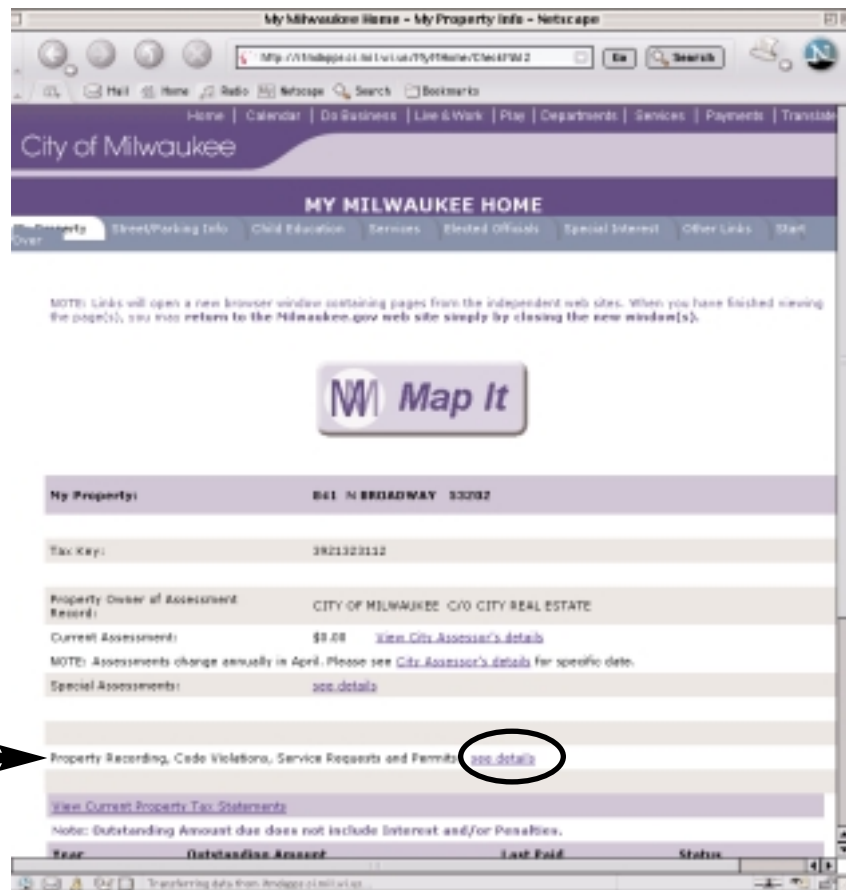 My Milwaukee Home - My Property Info - Netscape
Go Search
Mail Home Radio Netscape Search Bookmarks
Home | Calendar | Do Business | Live & Work | Play | Departments | Services | Payments | Translate
City of Milwaukee
MY MILWAUKEE HOME
Property Street/Parking Info Child Education Services Elected Officials Special Interest Other Links Start
Over
NOTE: Links will open a new browser window containing pages from the independent web sites. When you have finished viewing
the page(s), you may return to the Milwaukee.gov web site simply by closing the new window(s).
Map It
My Property: 841 N BROADWAY 53202
Tax Key: 3921323112
Property Owner of Assessment
Record: CITY OF MILWAUKEE C/O CITY REAL ESTATE
Current Assessment: $0.00 View City Assessor's details
NOTE: Assessments change annually in April. Please see City Assessor's details for specific date.
Special Assessments: see details
Property Recording, Code Violations, Service Requests and Permits see details
View Current Property Tax Statements
Note: Outstanding Amount due does not include Interest and/or Penalties.
Year Outstanding Amount Last Paid Status
Transferring data from